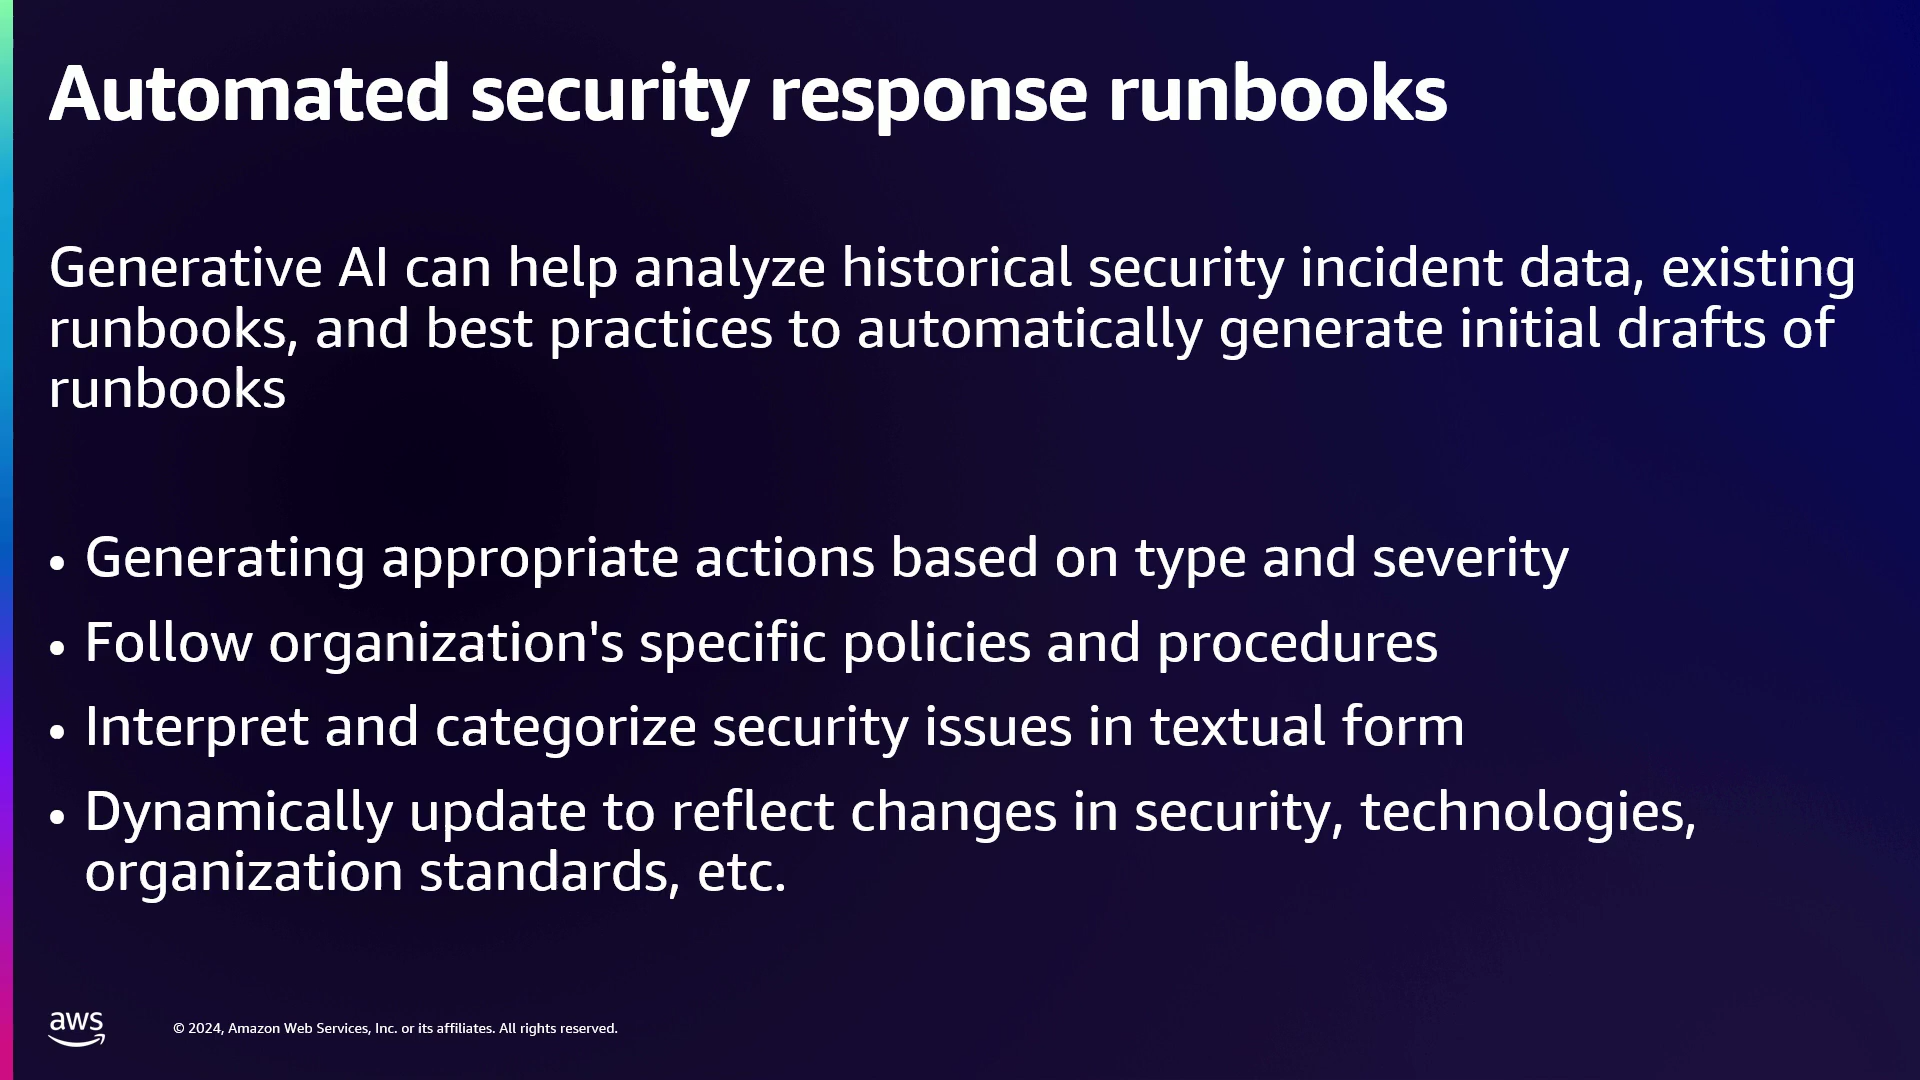 Automated security response runbooks
Generative AI can help analyze historical security incident data, existing
runbooks, and best practices to automatically generate initial drafts of
runbooks
• Generating appropriate actions based on type and severity
• Follow organization's specific policies and procedures
• Interpret and categorize security issues in textual form
• Dynamically update to reflect changes in security, technologies,
organization standards, etc.
aws
© 2024, Amazon Web Services, Inc. or its affiliates. All rights reserved.